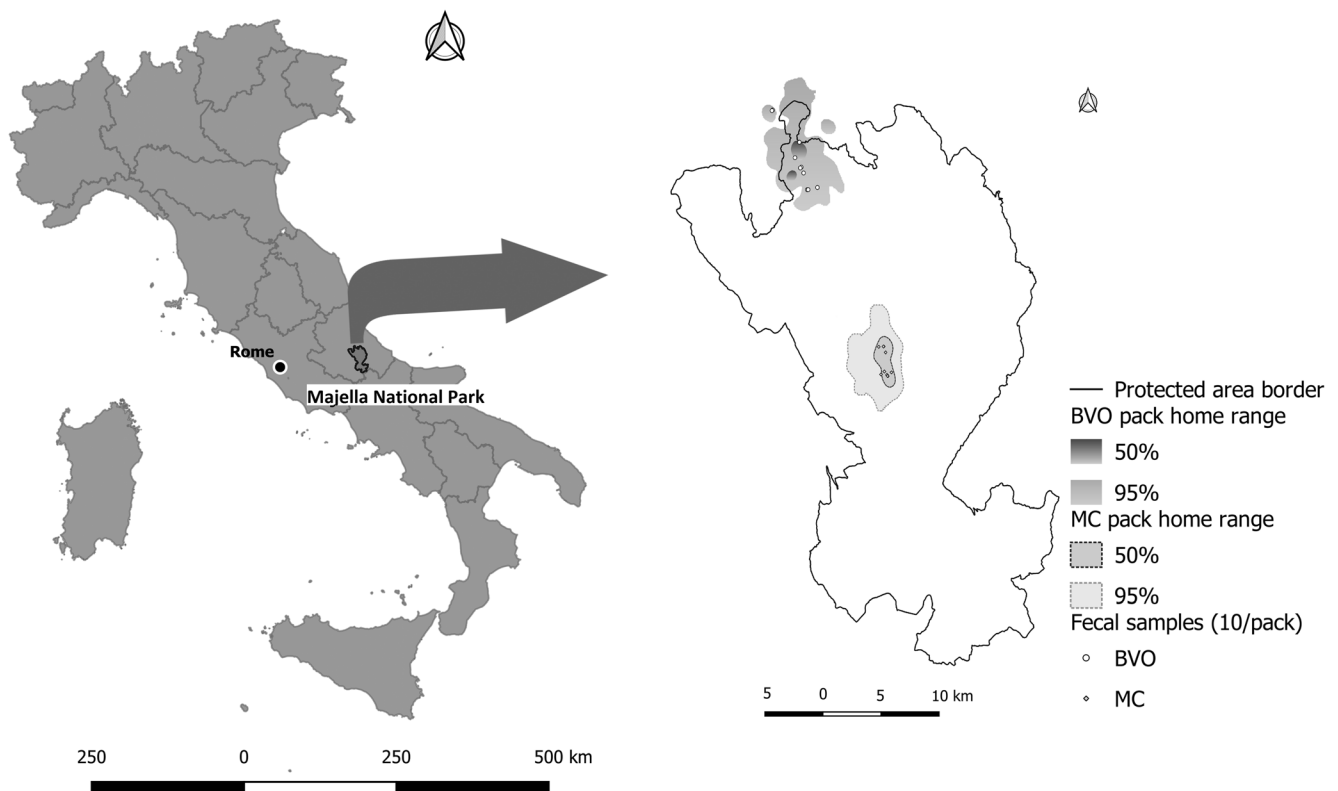 Rome
Majella National Park
250 0 250 500 km
Protected area border
BVO pack home range
50%
95%
MC pack home range
50%
95%
Fecal samples (10/pack)
BVO
MC
5 0 5 10 km